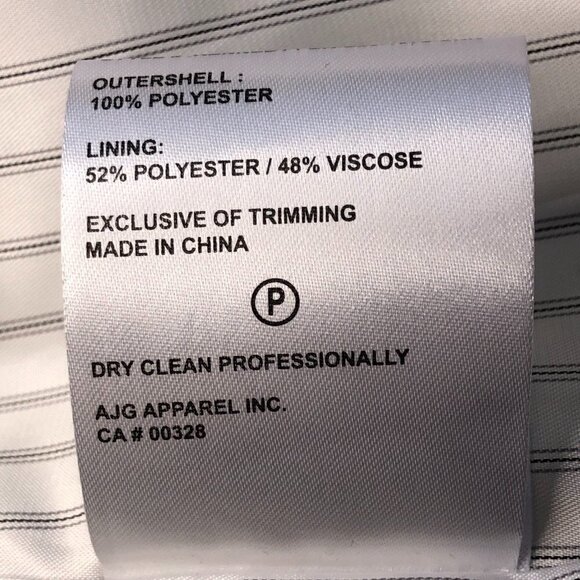 OUTERSHELL :
100% POLYESTER
LINING:
52% POLYESTER / 48% VISCOSE
EXCLUSIVE OF TRIMMING
MADE IN CHINA
P
DRY CLEAN PROFESSIONALLY
AJG APPAREL INC.
CA # 00328